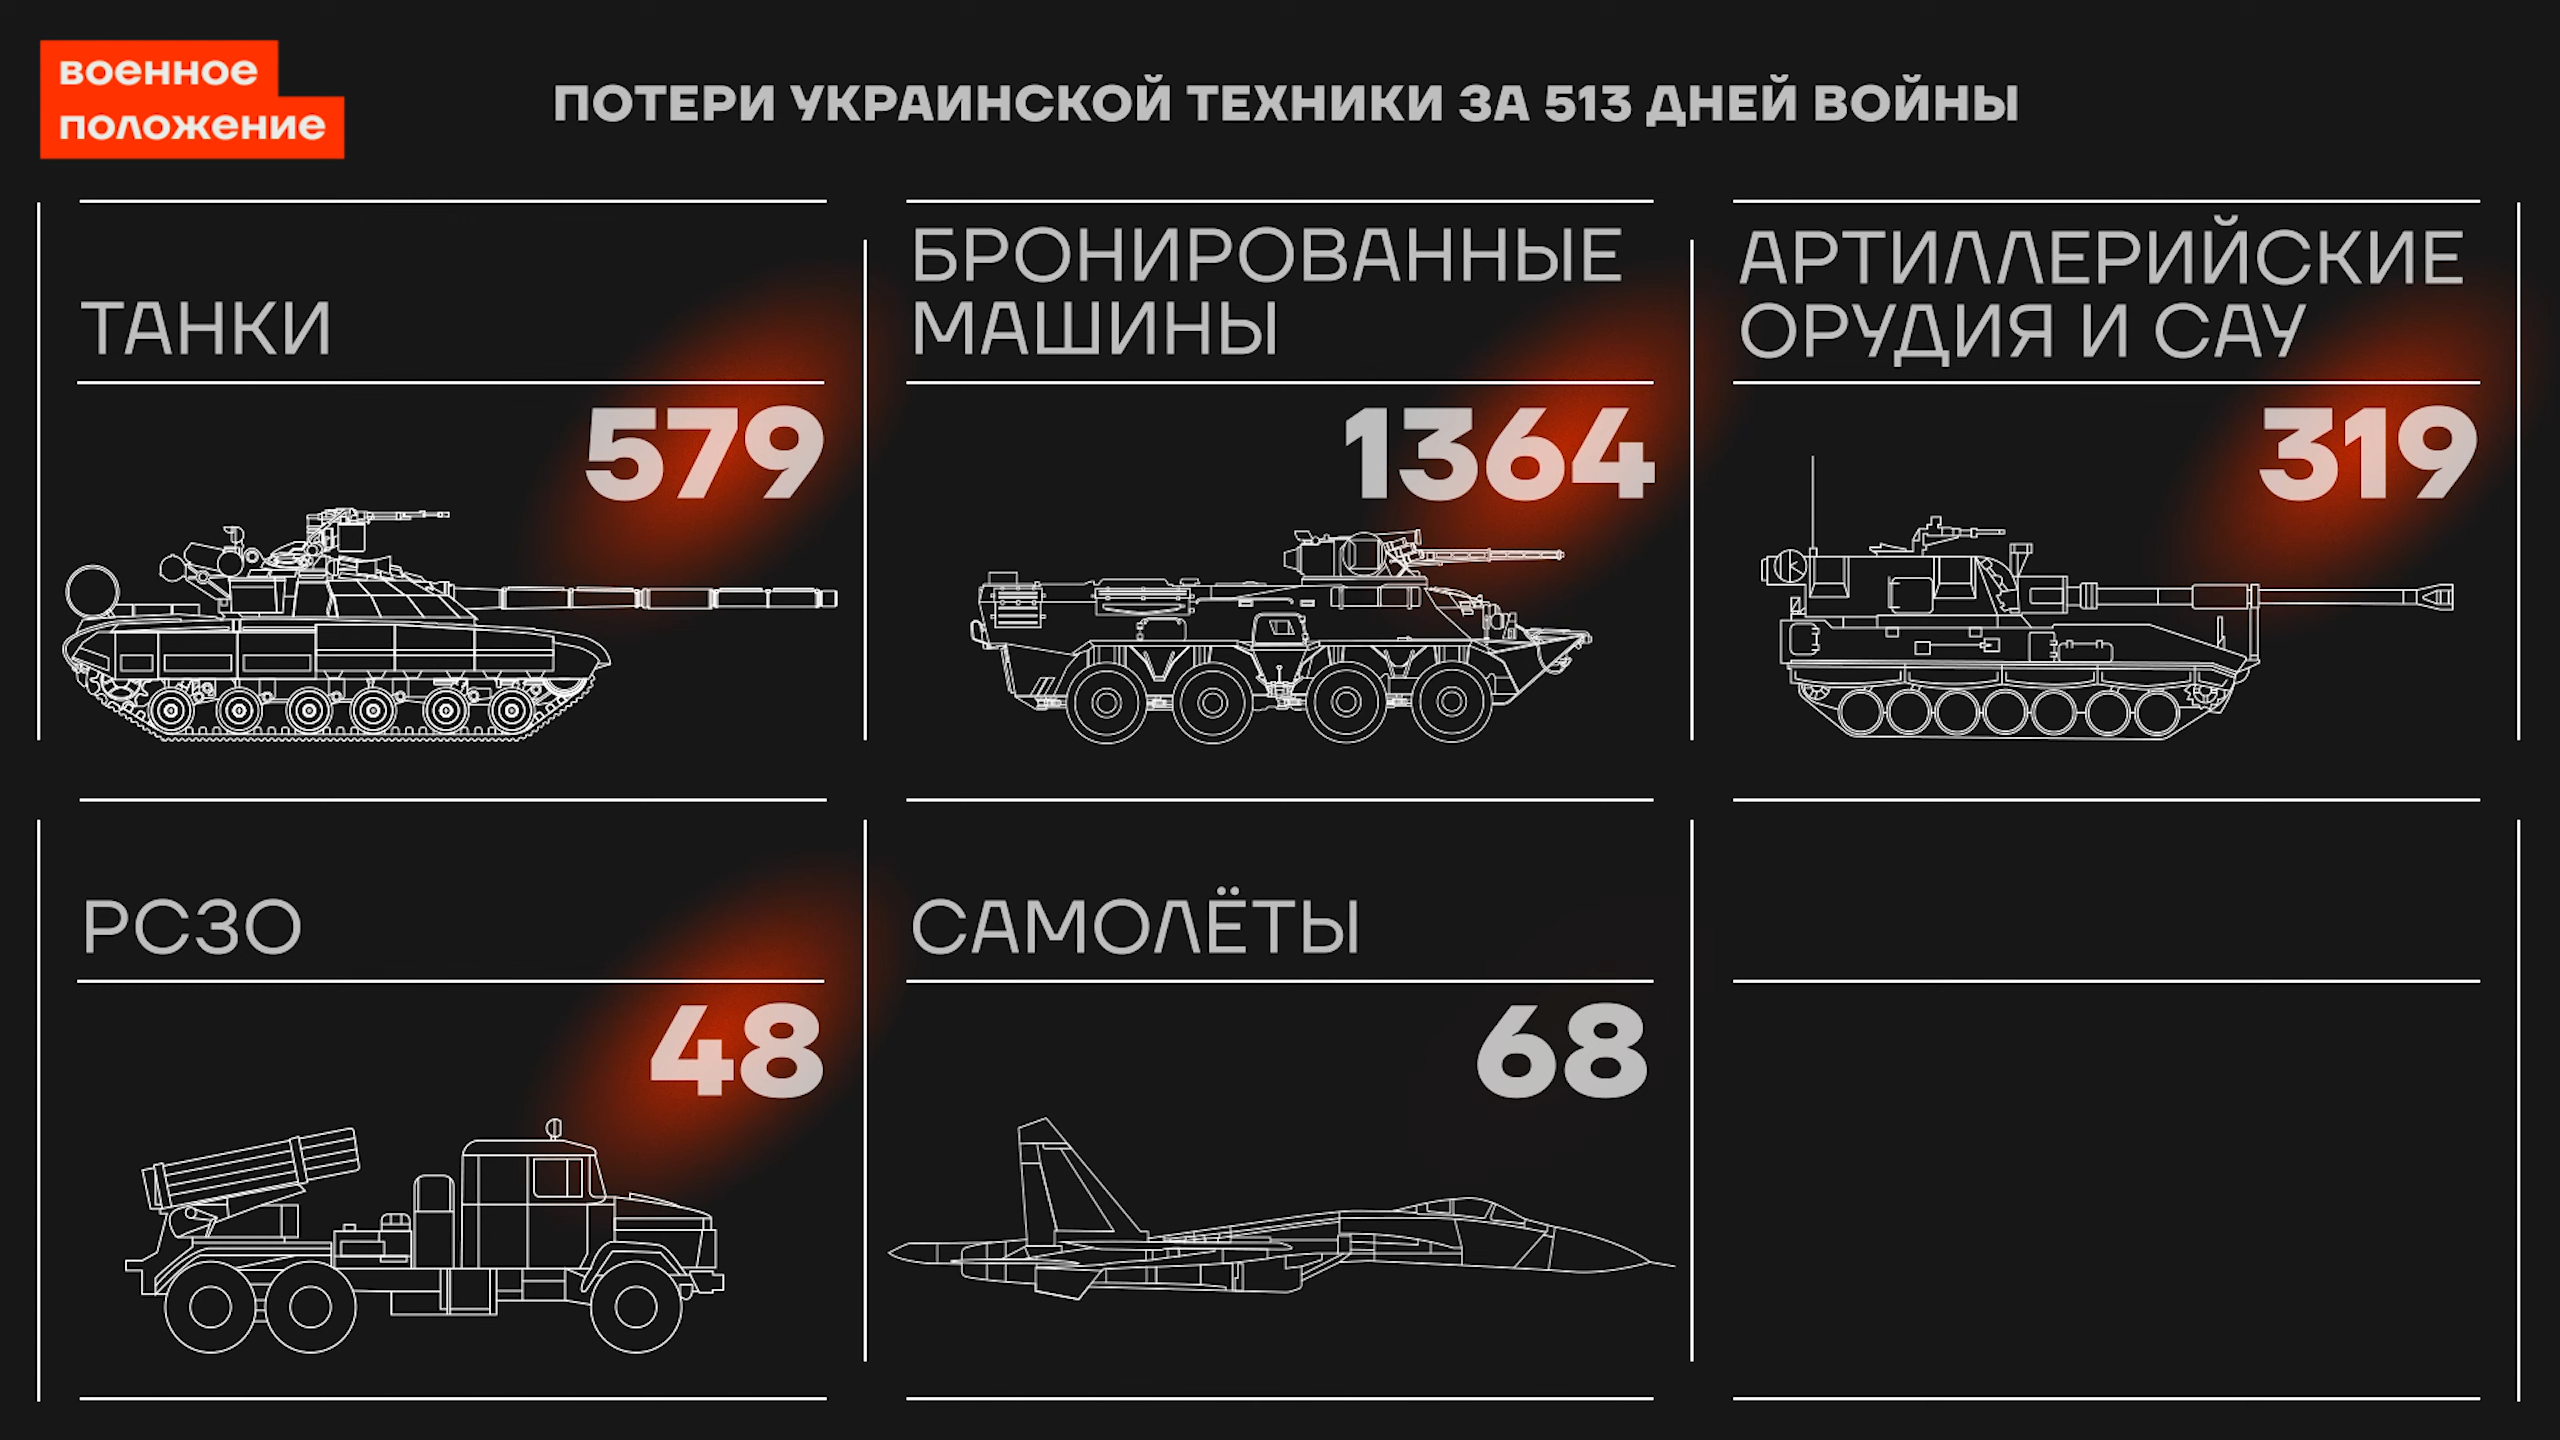 военное
положение
ПОТЕРИ УКРАИНСКОЙ ТЕХНИКИ ЗА 513 ДНЕЙ ВОЙНЫ
ТАНКИ
579
БРОНИРОВАННЫЕ
МАШИНЫ
1364
АРТИЛЛЕРИЙСКИЕ
ОРУДИЯ И САУ
319
РСЗО
48
САМОЛЁТЫ
68